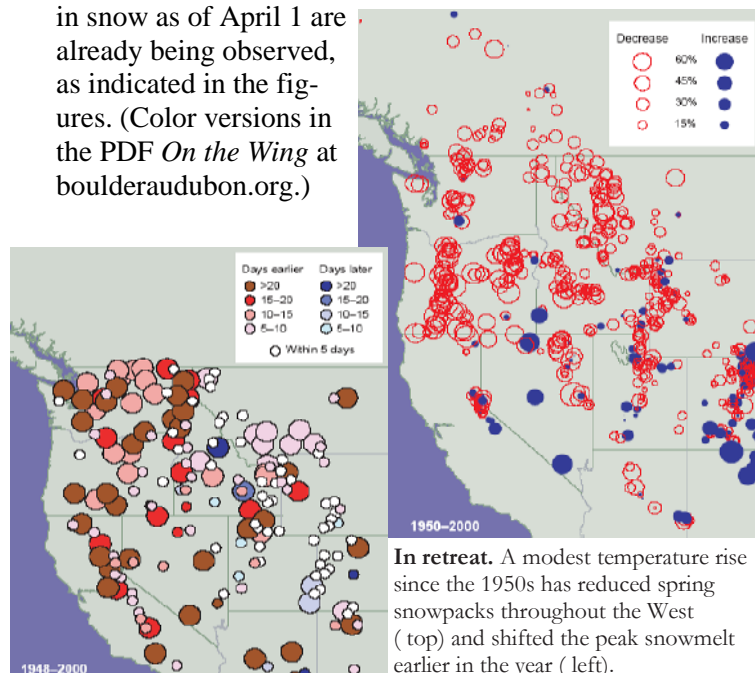 in snow as of April 1 are
already being observed,
as indicated in the fig-
ures. (Color versions in
the PDF On the Wing at
boulderaudubon.org.)
Decrease Increase
60%
45%
30%
15%
1950–2000
Days earlier Days later
>20 >20
15–20 15–20
10–15 10–15
5–10 5–10
Within 5 days
1948–2000
In retreat. A modest temperature rise
since the 1950s has reduced spring
snowpacks throughout the West
( top) and shifted the peak snowmelt
earlier in the year ( left).